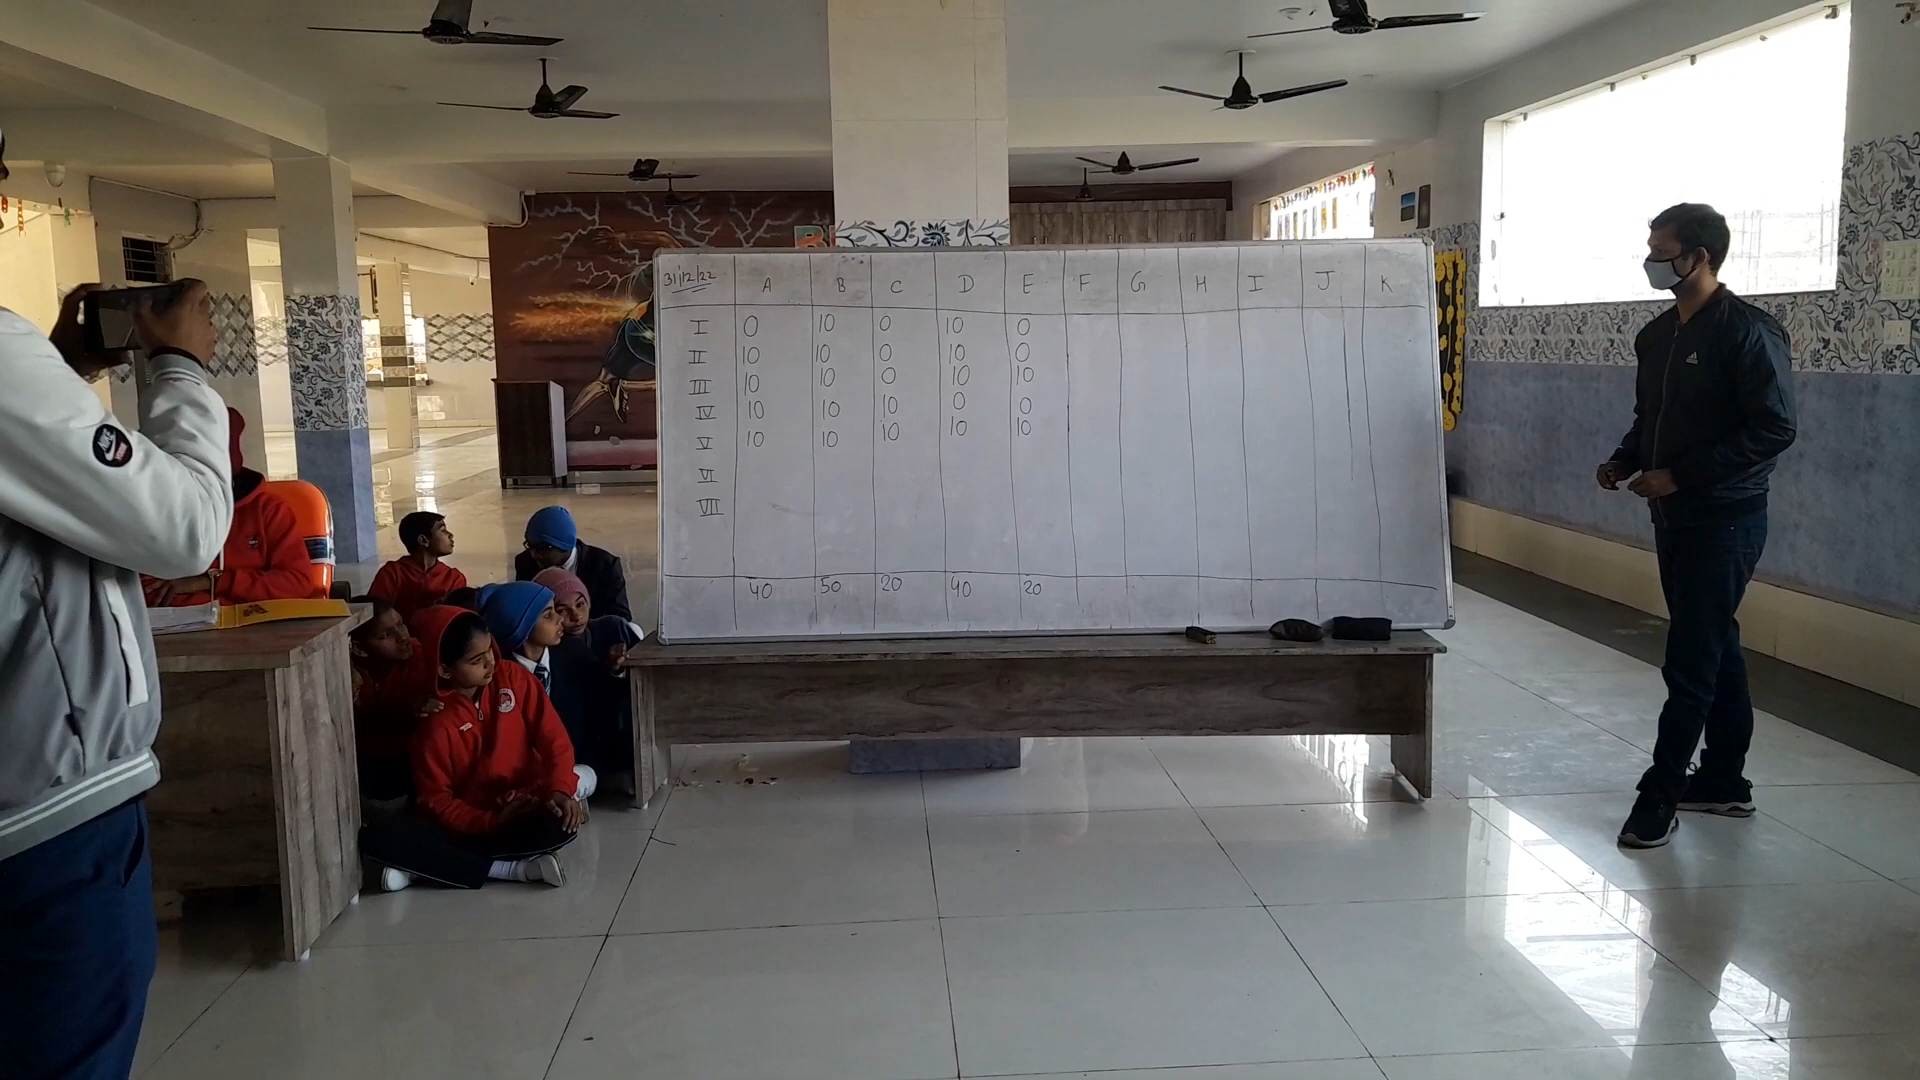 B
31/12/22 A B C D E F G H I J K
I 0 10 0 10 0
II 10 10 0 10 0
III 10 10 0 10 10
IV 10 10 10 0 0
V 10 10 10 10 10
VI
VII
40 50 20 40 20
adidas
NIKE